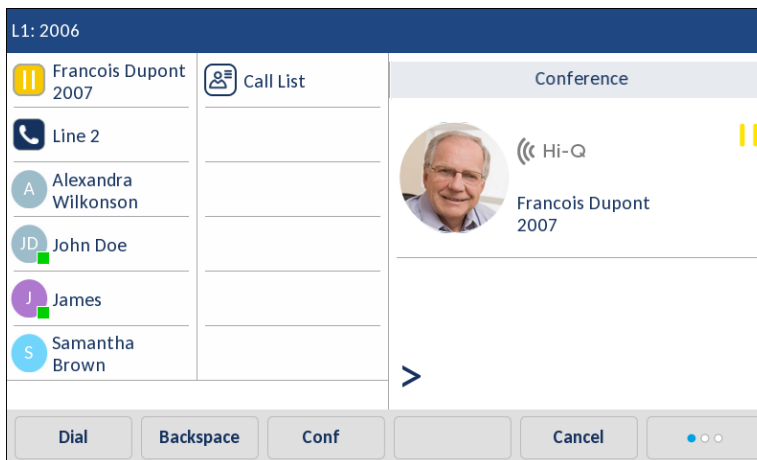 L1: 2006
Francois Dupont
2007
Line 2
A
Alexandra
Wilkonson
JD
John Doe
J
James
S
Samantha
Brown
Call List
Conference
Hi-Q
Francois Dupont
2007
>
Dial
Backspace
Conf
Cancel